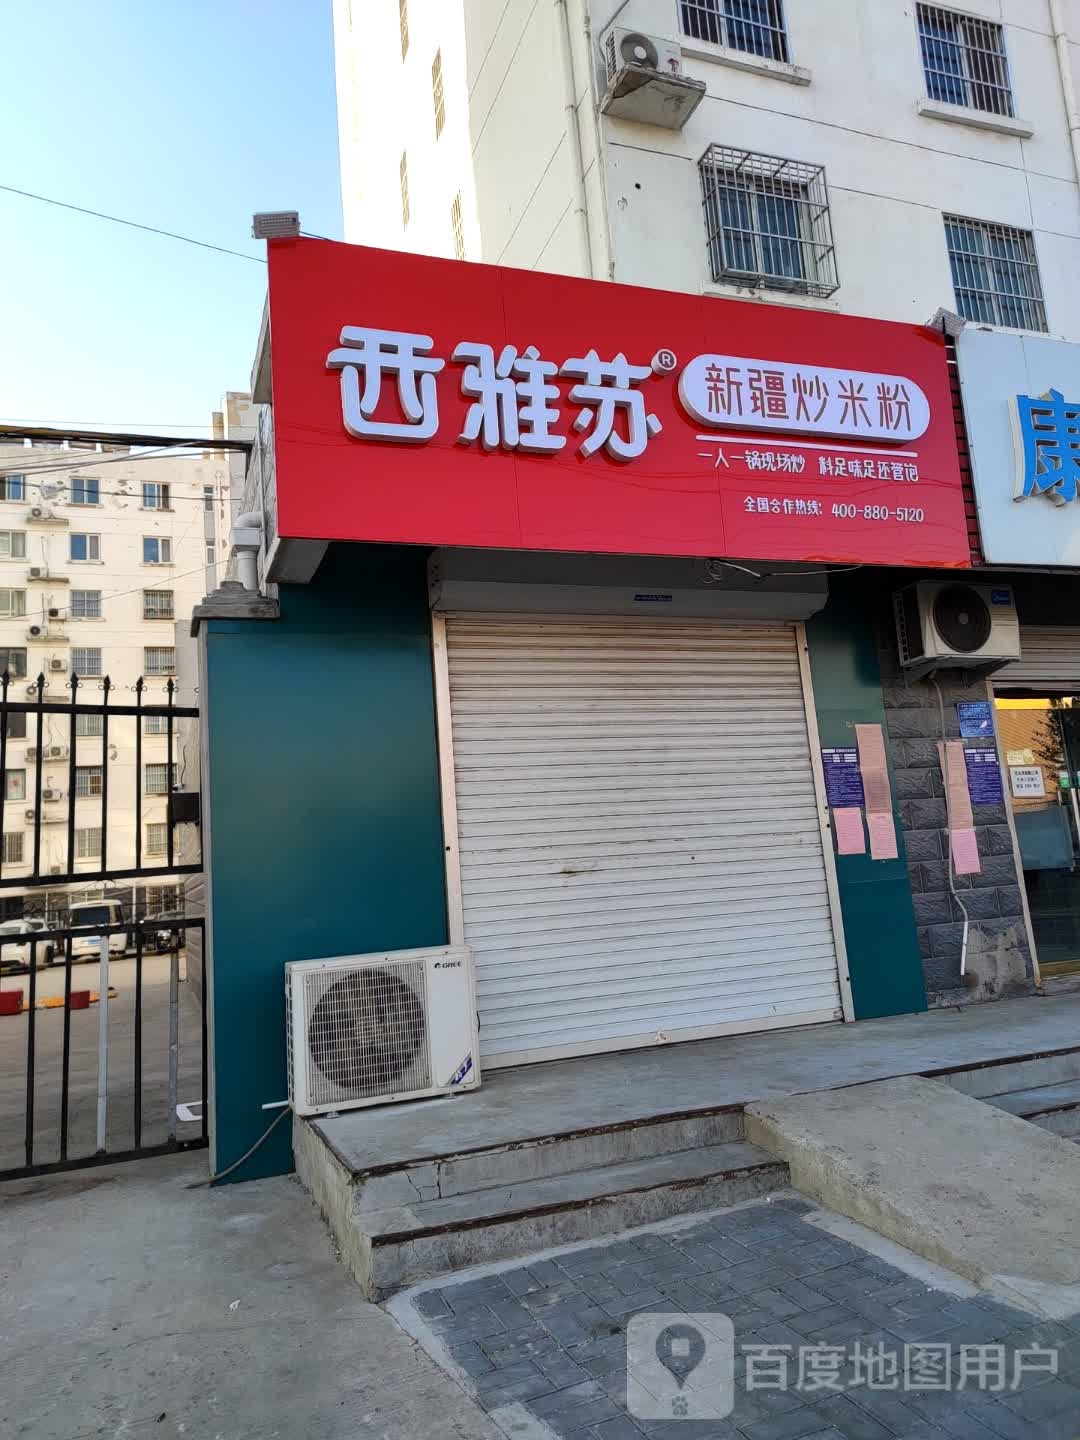 西雅苏®
新疆炒米粉
一人一锅现场炒 料足味足还管饱
全国合作热线：400-880-5120
康
GREE
百度地图用户